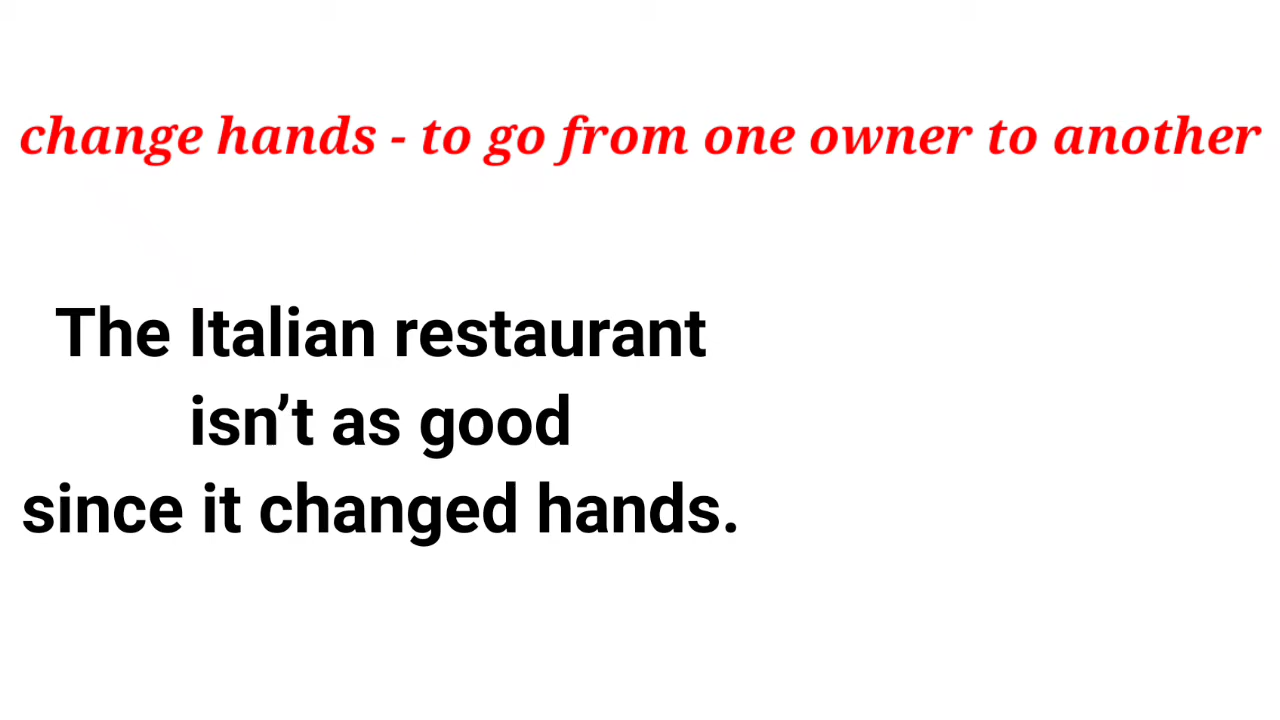 change hands - to go from one owner to another
The Italian restaurant
isn’t as good
since it changed hands.